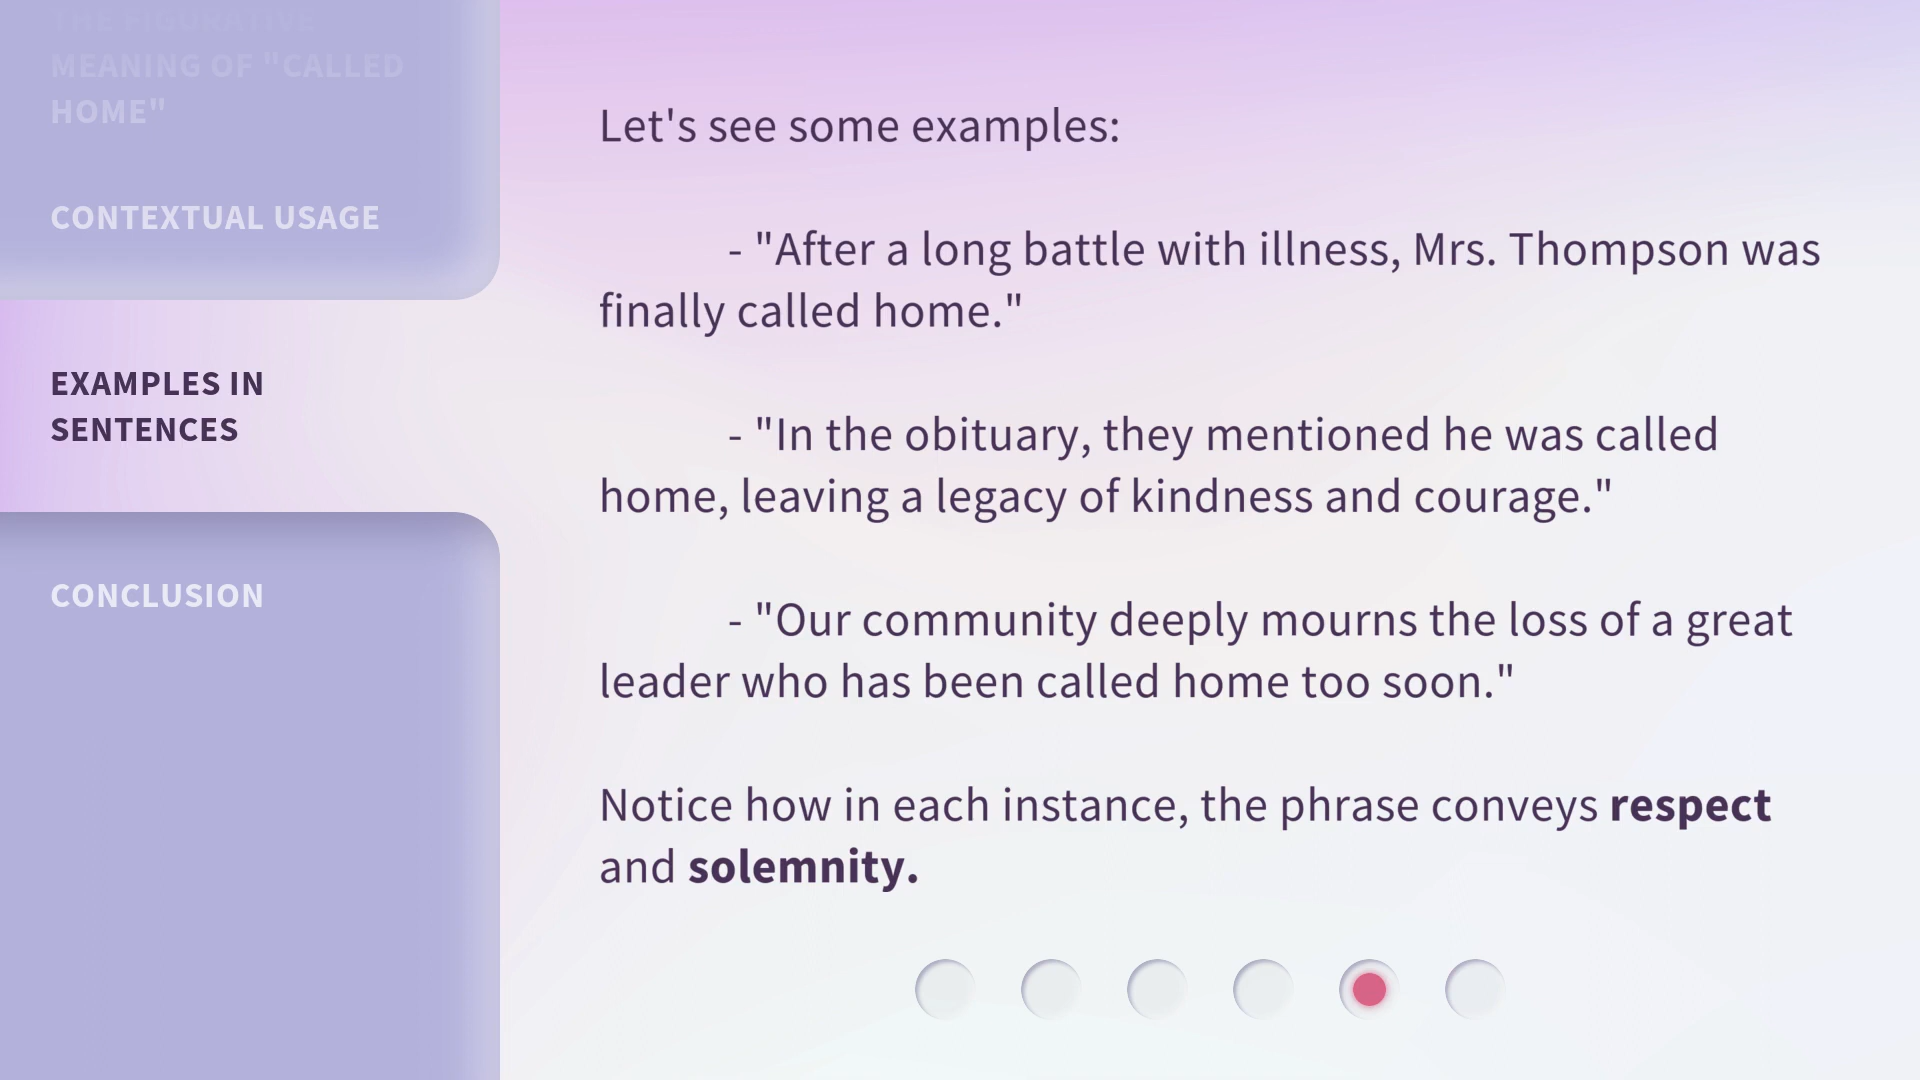 THE FIGURATIVE
MEANING OF "CALLED
HOME"
CONTEXTUAL USAGE
EXAMPLES IN
SENTENCES
CONCLUSION
Let's see some examples:
- "After a long battle with illness, Mrs. Thompson was
finally called home."
- "In the obituary, they mentioned he was called
home, leaving a legacy of kindness and courage."
- "Our community deeply mourns the loss of a great
leader who has been called home too soon."
Notice how in each instance, the phrase conveys respect
and solemnity.